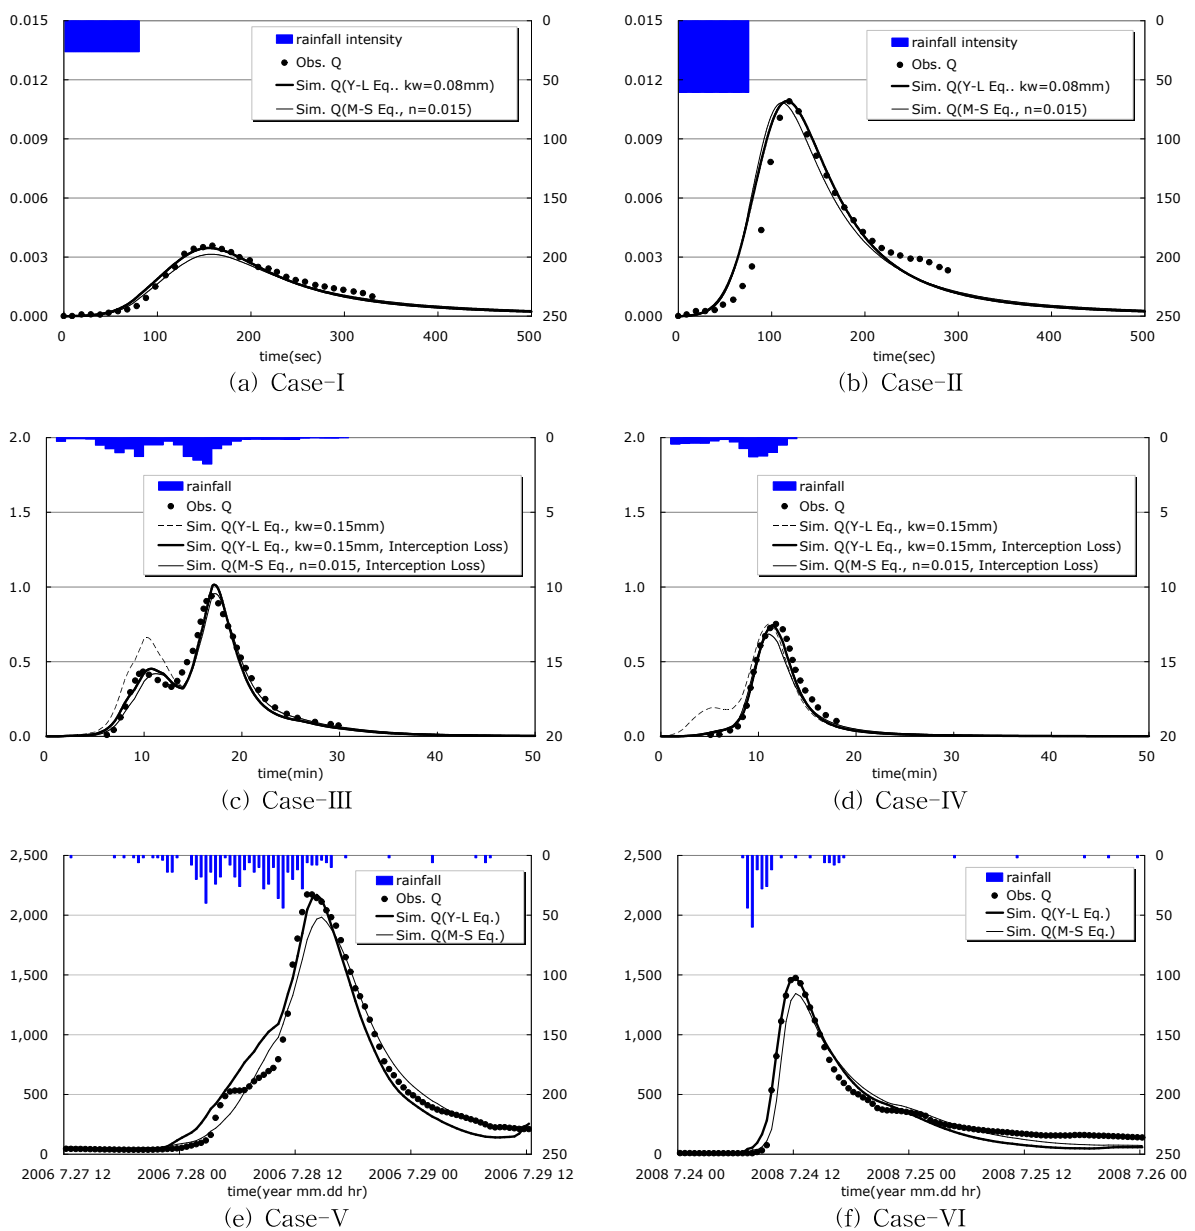 0.015
0.012
0.009
0.006
0.003
0.000
0
50
100
150
200
250
rainfall intensity
Obs. Q
Sim. Q(Y-L Eq.. kw=0.08mm)
Sim. Q(M-S Eq., n=0.015)
0 100 200 300 400 500
time(sec)
(a) Case-Ⅰ
0.015
0.012
0.009
0.006
0.003
0.000
0
50
100
150
200
250
rainfall intensity
Obs. Q
Sim. Q(Y-L Eq., kw=0.08mm)
Sim. Q(M-S Eq., n=0.015)
0 100 200 300 400 500
time(sec)
(b) Case-Ⅱ
2.0
1.5
1.0
0.5
0.0
0
5
10
15
20
rainfall
Obs. Q
Sim. Q(Y-L Eq., kw=0.15mm)
Sim. Q(Y-L Eq., kw=0.15mm, Interception Loss)
Sim. Q(M-S Eq., n=0.015, Interception Loss)
0 10 20 30 40 50
time(min)
(c) Case-Ⅲ
2.0
1.5
1.0
0.5
0.0
0
5
10
15
20
rainfall
Obs. Q
Sim. Q(Y-L Eq., kw=0.15mm)
Sim. Q(Y-L Eq., kw=0.15mm, Interception Loss)
Sim. Q(M-S Eq., n=0.015, Interception Loss)
0 10 20 30 40 50
time(min)
(d) Case-Ⅳ
2,500
2,000
1,500
1,000
500
0
0
50
100
150
200
250
rainfall
Obs. Q
Sim. Q(Y-L Eq.)
Sim. Q(M-S Eq.)
2006 7.27 12 2006 7.28 00 2006 7.28 12 2006 7.29 00 2006 7.29 12
time(year mm.dd hr)
(e) Case-Ⅴ
2,500
2,000
1,500
1,000
500
0
0
50
100
150
200
250
rainfall
Obs. Q
Sim. Q(Y-L Eq.)
Sim. Q(M-S Eq.)
2008 7.24 00 2008 7.24 12 2008 7.25 00 2008 7.25 12 2008 7.26 00
time(year mm.dd hr)
(f) Case-Ⅵ